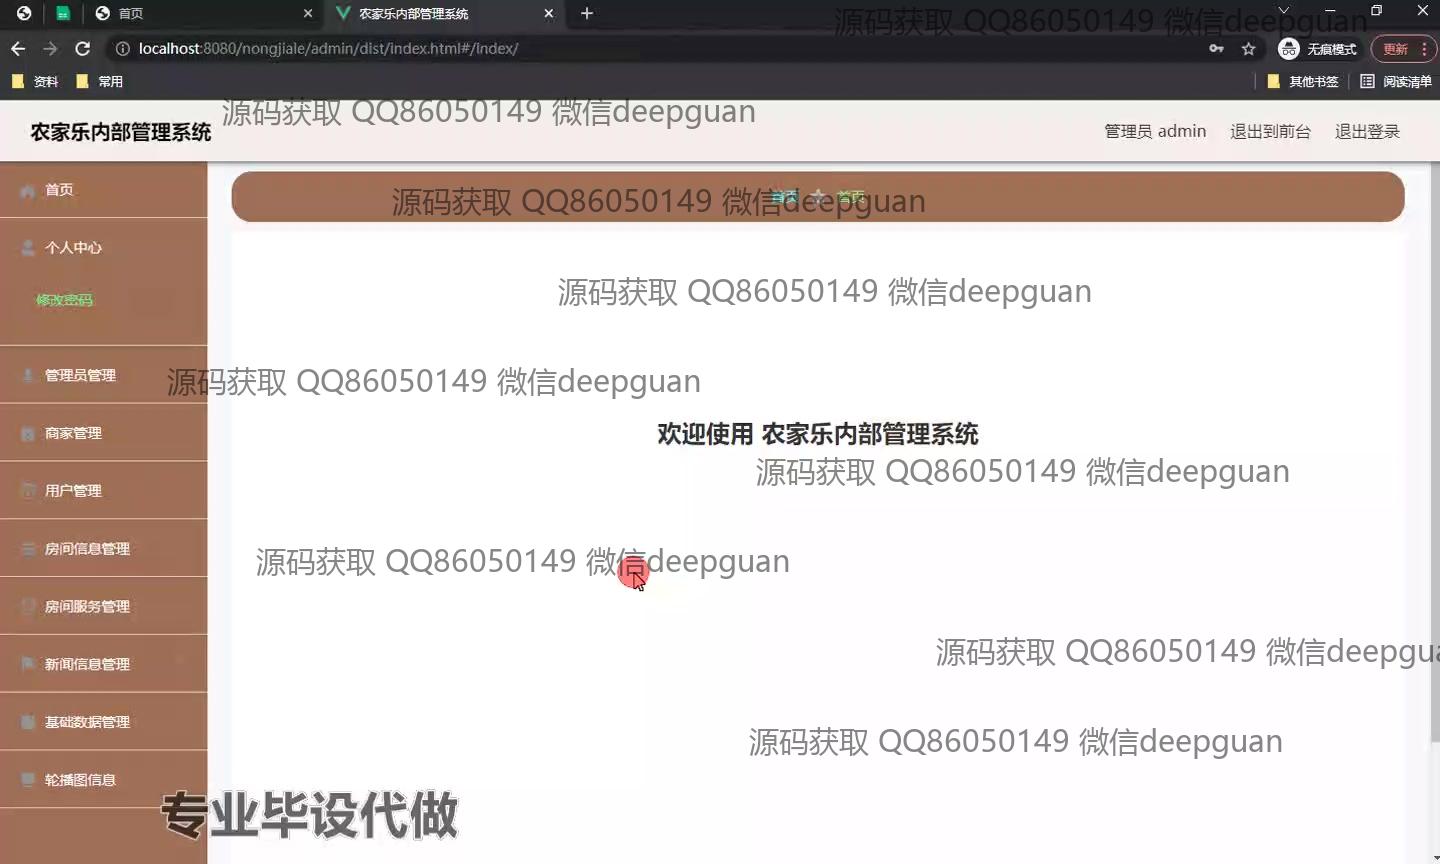 首页
农家乐内部管理系统
源码获取 QQ86050149 微信deepguan
localhost:8080/nongjiale/admin/dist/index.html#/index/
无痕模式
更新
资料
常用
其他书签
阅读清单
源码获取 QQ86050149 微信deepguan
农家乐内部管理系统
管理员 admin
退出到前台
退出登录
首页
源码获取 QQ86050149 微信deepguan
首页
首页
个人中心
修改密码
源码获取 QQ86050149 微信deepguan
管理员管理
源码获取 QQ86050149 微信deepguan
商家管理
欢迎使用 农家乐内部管理系统
源码获取 QQ86050149 微信deepguan
用户管理
房间信息管理
源码获取 QQ86050149 微信deepguan
房间服务管理
新闻信息管理
源码获取 QQ86050149 微信deepgua
基础数据管理
源码获取 QQ86050149 微信deepguan
轮播图信息
专业毕设代做